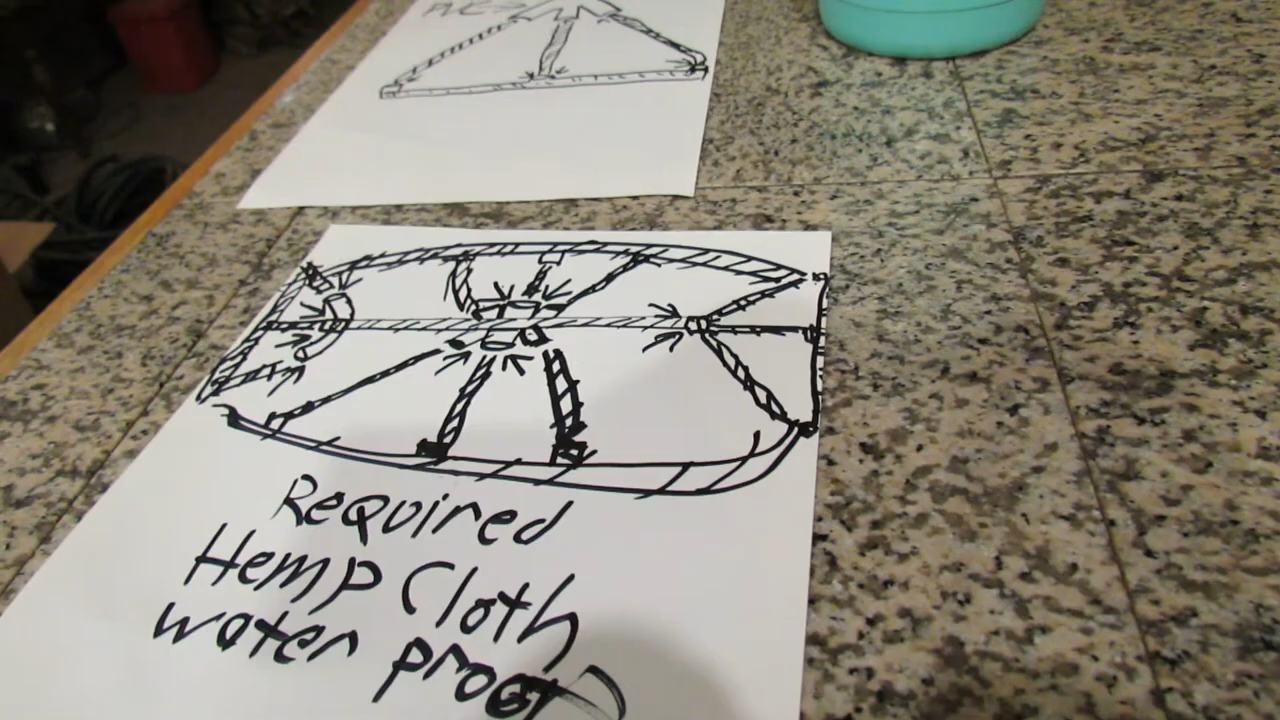 Required
Hemp Cloth
water proof